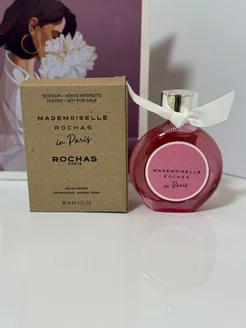 TESTEUR - VENTE INTERDITE
TESTER - NOT FOR SALE
MADEMOISELLE
ROCHAS
in Paris
ROCHAS
PARIS
EAU DE PARFUM
MADEMOISELLE
ROCHAS
in Paris